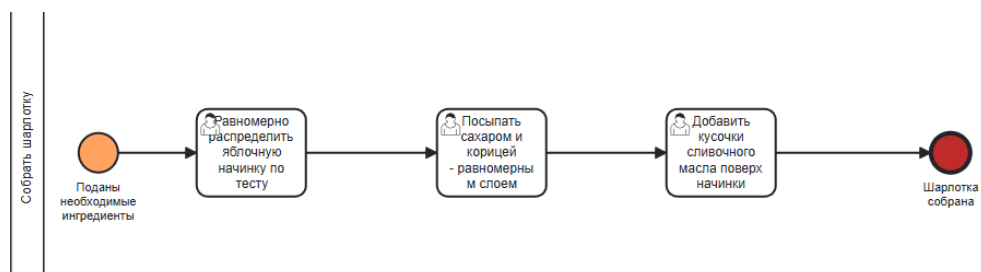 Собрать шарлотку
Поданы
необходимые
ингредиенты
Равномерно
распределить
яблочную
начинку по
тесту
Посыпать
сахаром и
корицей
- равномерны
м слоем
Добавить
кусочки
сливочного
масла поверх
начинки
Шарлотка
собрана